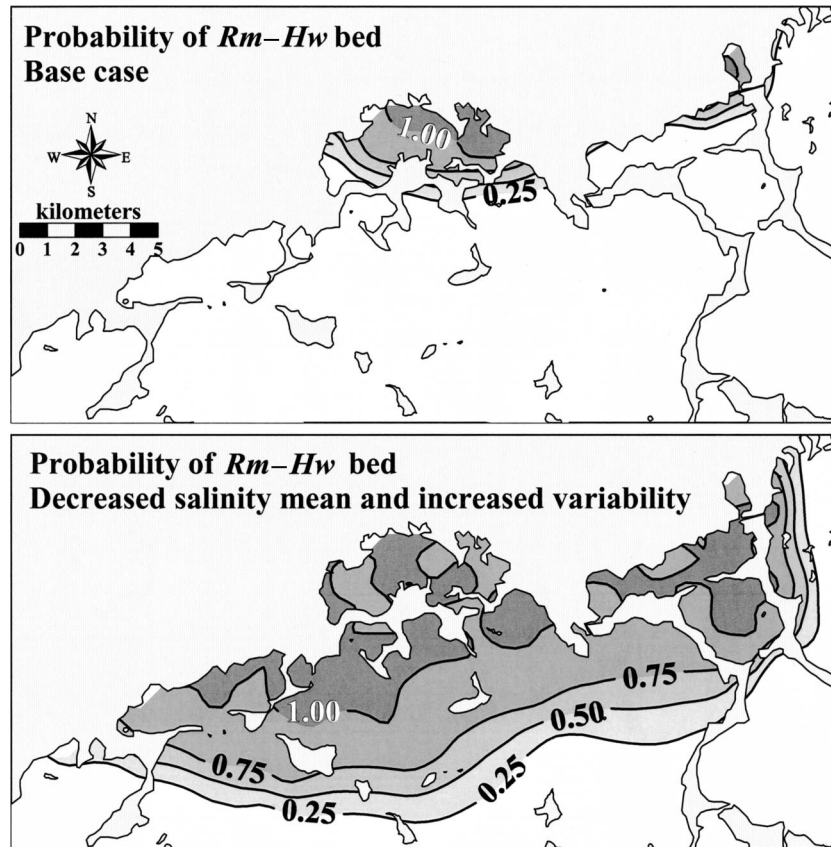 Probability of Rm–Hw bed
Base case
N
W E
S
kilometers
0 1 2 3 4 5
1.00
0.25
Probability of Rm–Hw bed
Decreased salinity mean and increased variability
0.75
1.00
0.50
0.75
0.25
0.25